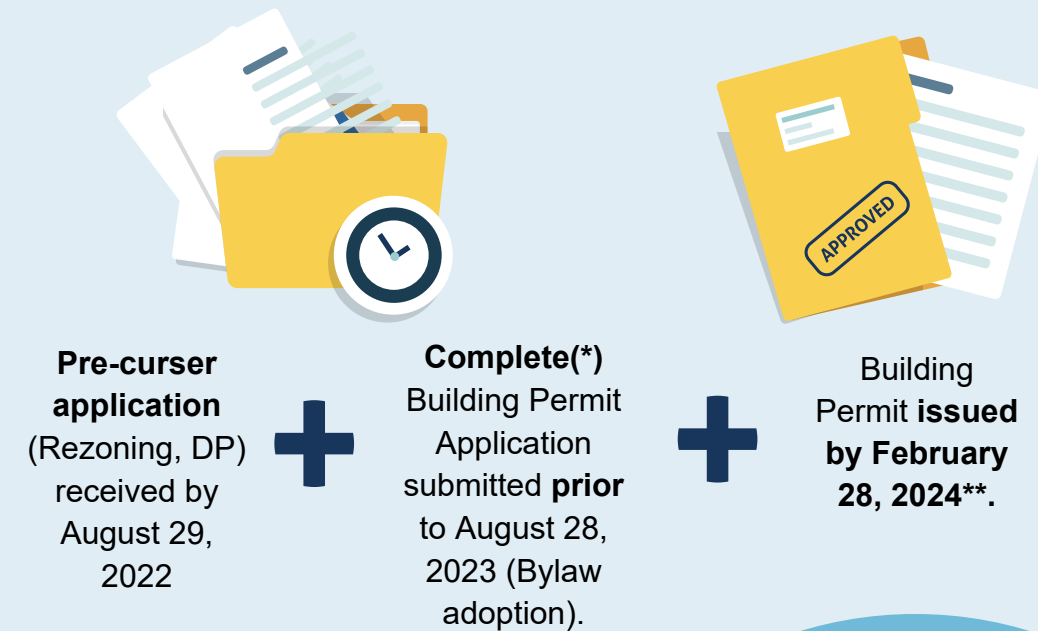 APPROVED
Pre-curser
application
(Rezoning, DP)
received by
August 29,
2022
Complete(*)
Building Permit
Application
submitted prior
to August 28,
2023 (Bylaw
adoption).
Building
Permit issued
by February
28, 2024**.